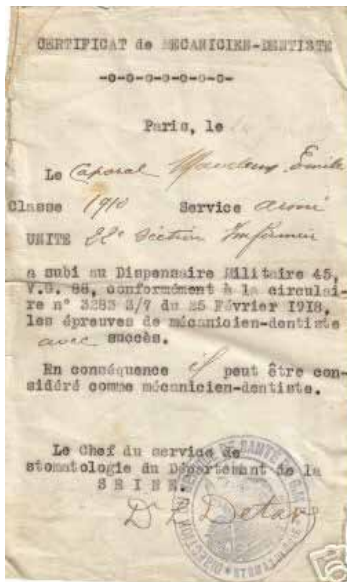 CERTIFICAT de MECANICIEN-DENTISTE
-o-o-o-o-o-o-o-
Paris, le
Le Caporal Emile
Classe 1910 Service armé
UNITE 22e Section Infirmier
a subi au Dispensaire Militaire 45,
V.G. 88, conformément à la circulai-
re n° 3283 3/7 du 25 Février 1918,
les épreuves de mécanicien-dentiste
avec succès.
En conséquence il peut être con-
sidéré comme mécanicien-dentiste.
Le Chef du service de
stomatologie du Département de la
SEINE.
Dr